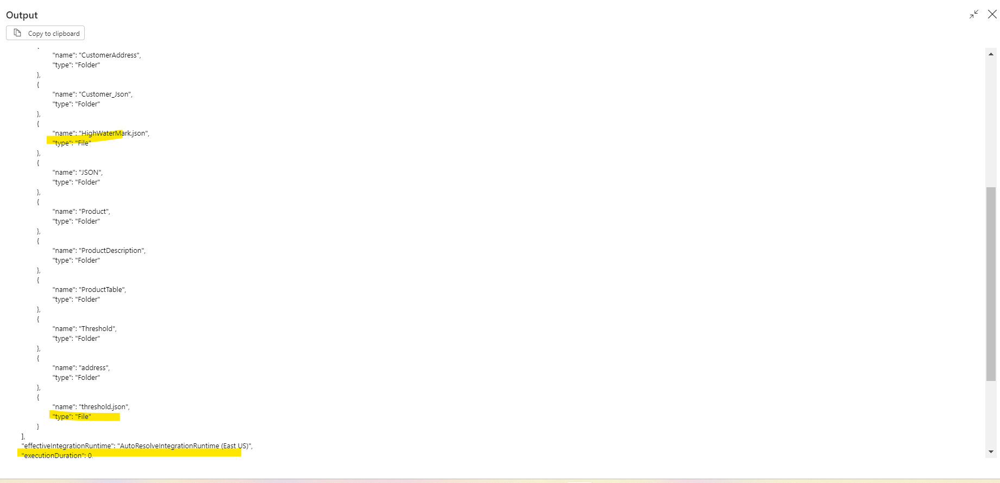 Output
Copy to clipboard
"name": "CustomerAddress",
"type": "Folder"
},
{
"name": "Customer_Json",
"type": "Folder"
},
{
"name": "HighWaterMark.json",
"type": "File"
},
{
"name": "JSON",
"type": "Folder"
},
{
"name": "Product",
"type": "Folder"
},
{
"name": "ProductDescription",
"type": "Folder"
},
{
"name": "ProductTable",
"type": "Folder"
},
{
"name": "Threshold",
"type": "Folder"
},
{
"name": "address",
"type": "Folder"
},
{
"name": "threshold.json",
"type": "File"
}
],
"effectiveIntegrationRuntime": "AutoResolveIntegrationRuntime (East US)",
"executionDuration": 0,